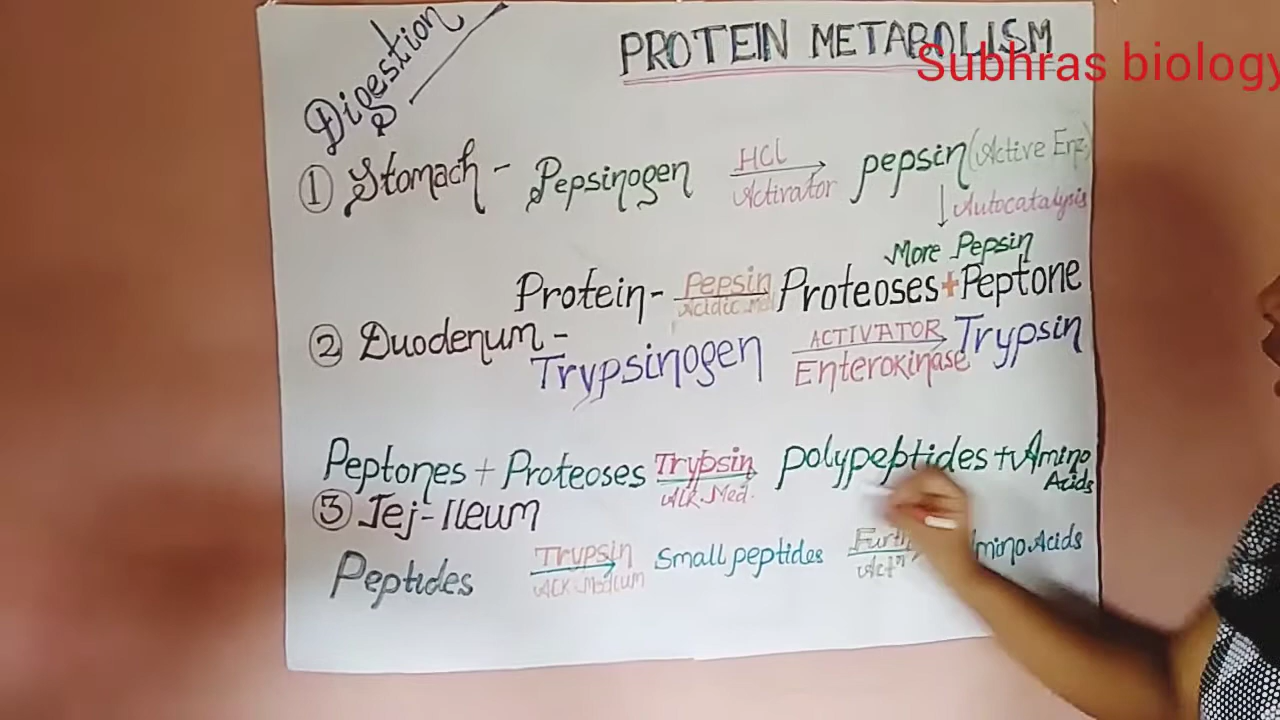 Digestion
PROTEIN METABOLISM
Subhras biology
① Stomach - Pepsinogen HCl Activator pepsin (Active Enz)
Autocatalysis
More Pepsin
Protein - Pepsin Acidic Proteoses + Peptone
② Duodenum -
Trypsinogen ACTIVATOR Enterokinase Trypsin
Peptones + Proteoses Trypsin Alk. Med. polypeptides + Amino Acids
③ Jej-Ileum
Peptides Trypsin Alk Medium Small peptides Actn Amino Acids